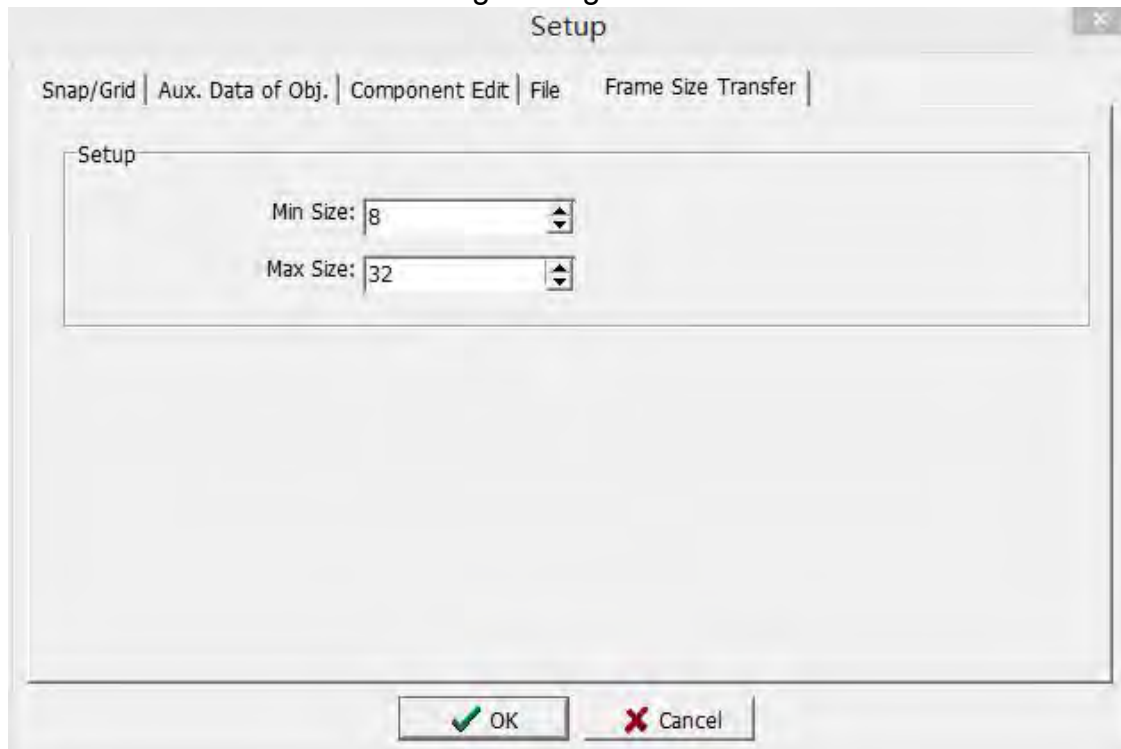 Setup
Snap/Grid Aux. Data of Obj. Component Edit File Frame Size Transfer
Setup
Min Size: 8
Max Size: 32
OK Cancel